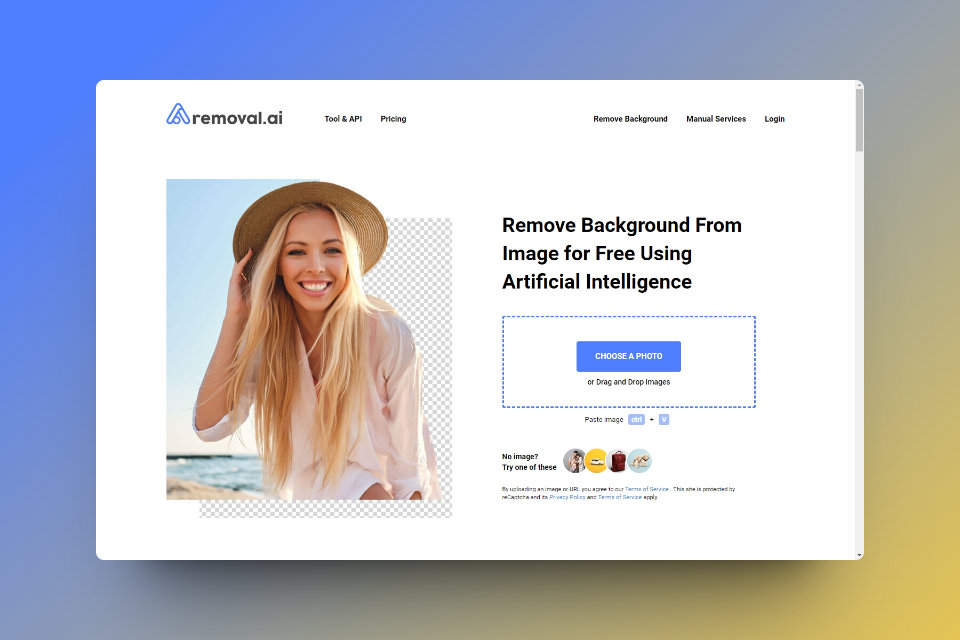 removal.ai
Tool & API
Pricing
Remove Background
Manual Services
Login
Remove Background From
Image for Free Using
Artificial Intelligence
CHOOSE A PHOTO
or Drag and Drop Images
Paste image ctrl + V
No image?
Try one of these
By uploading an image or URL you agree to our Terms of Service . This site is protected by
reCaptcha and its Privacy Policy and Terms of Service apply